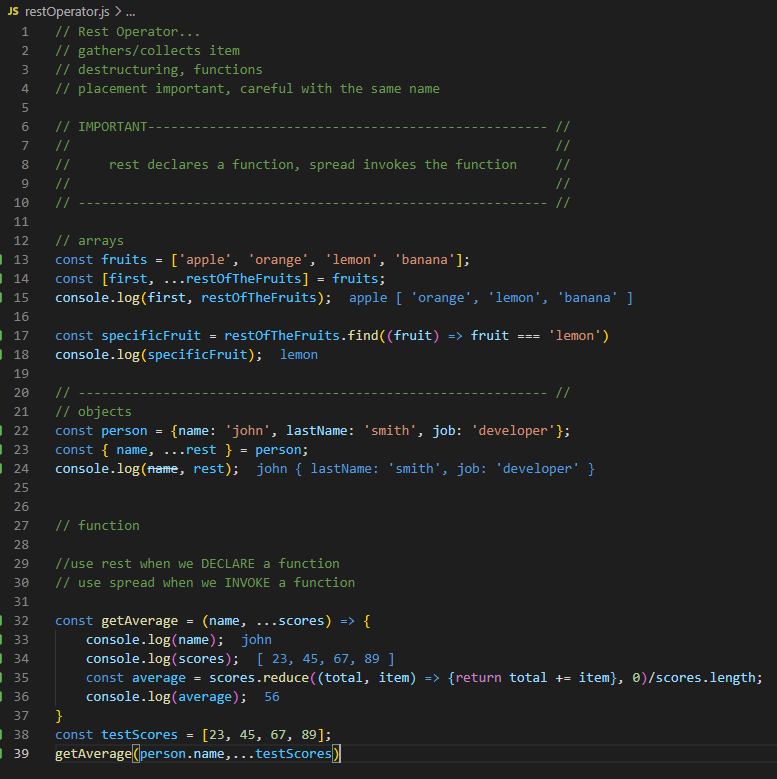 JS restOperator.js > ...
1 // Rest Operator...
2 // gathers/collects item
3 // destructuring, functions
4 // placement important, careful with the same name
5
6 // IMPORTANT---------------------------------------------------- //
7 // //
8 // rest declares a function, spread invokes the function //
9 // //
10 // ------------------------------------------------------------- //
11
12 // arrays
13 const fruits = ['apple', 'orange', 'lemon', 'banana'];
14 const [first, ...restOfTheFruits] = fruits;
15 console.log(first, restOfTheFruits); apple [ 'orange', 'lemon', 'banana' ]
16
17 const specificFruit = restOfTheFruits.find((fruit) => fruit === 'lemon')
18 console.log(specificFruit); lemon
19
20 // ------------------------------------------------------------- //
21 // objects
22 const person = {name: 'john', lastName: 'smith', job: 'developer'};
23 const { name, ...rest } = person;
24 console.log(name, rest); john { lastName: 'smith', job: 'developer' }
25
26
27 // function
28
29 //use rest when we DECLARE a function
30 // use spread when we INVOKE a function
31
32 const getAverage = (name, ...scores) => {
33 console.log(name); john
34 console.log(scores); [ 23, 45, 67, 89 ]
35 const average = scores.reduce((total, item) => {return total += item}, 0)/scores.length;
36 console.log(average); 56
37 }
38 const testScores = [23, 45, 67, 89];
39 getAverage(person.name,...testScores)